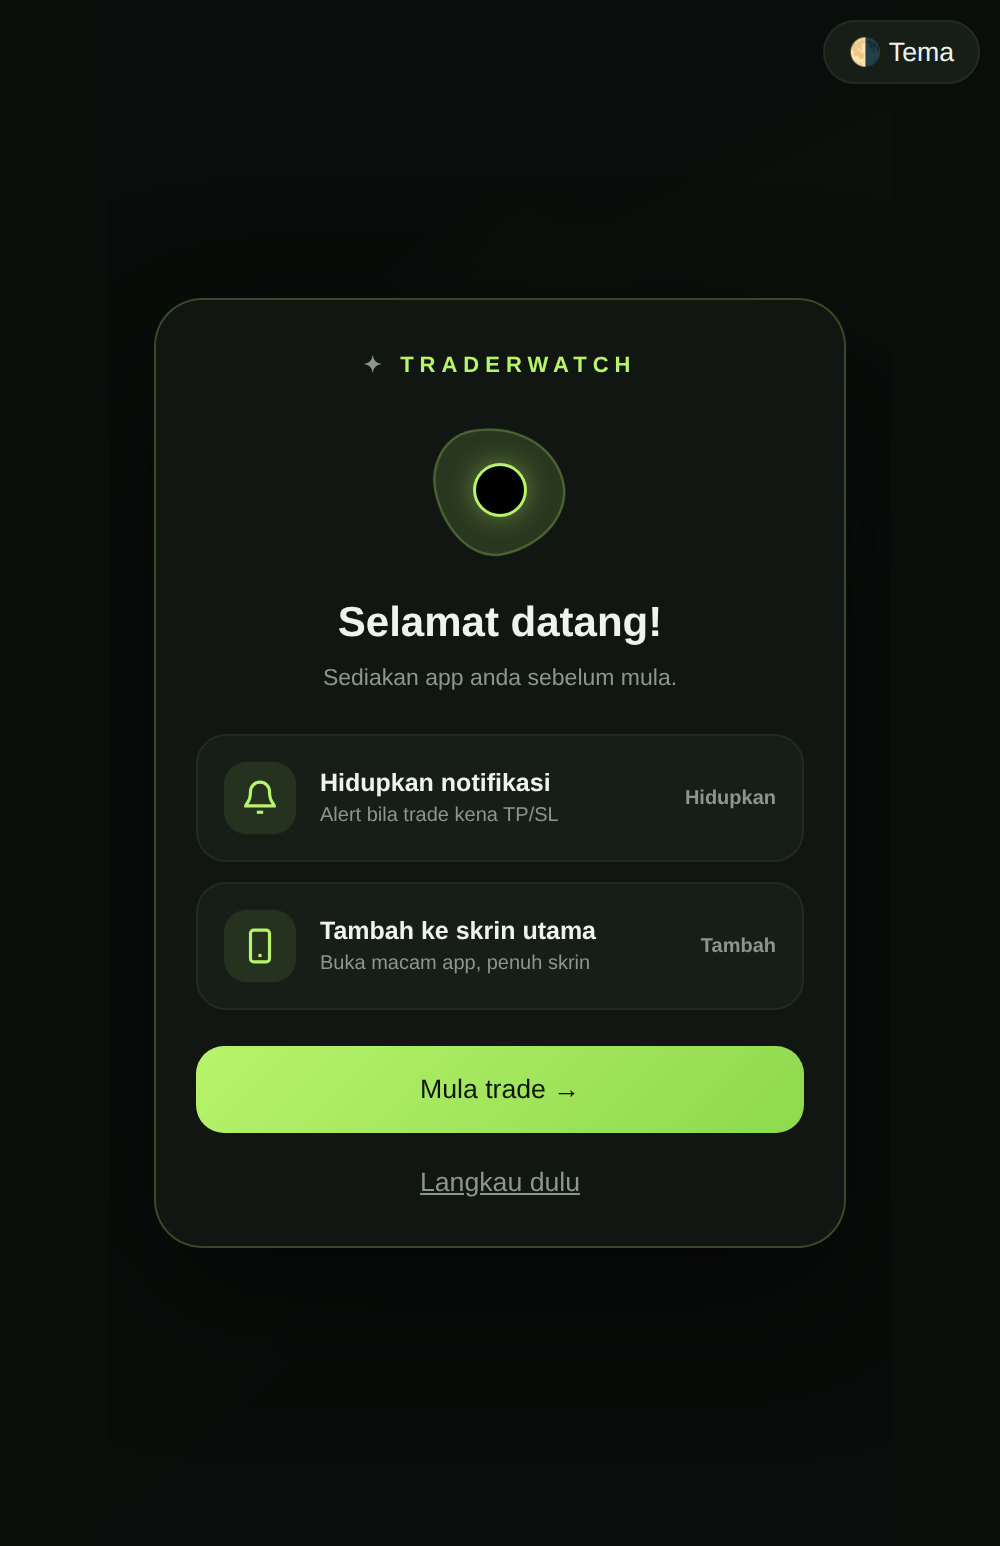 🌗 Tema
✦ TRADERWATCH
Selamat datang!
Sediakan app anda sebelum mula.
Hidupkan notifikasi
Alert bila trade kena TP/SL
Hidupkan
Tambah ke skrin utama
Buka macam app, penuh skrin
Tambah
Mula trade →
Langkau dulu